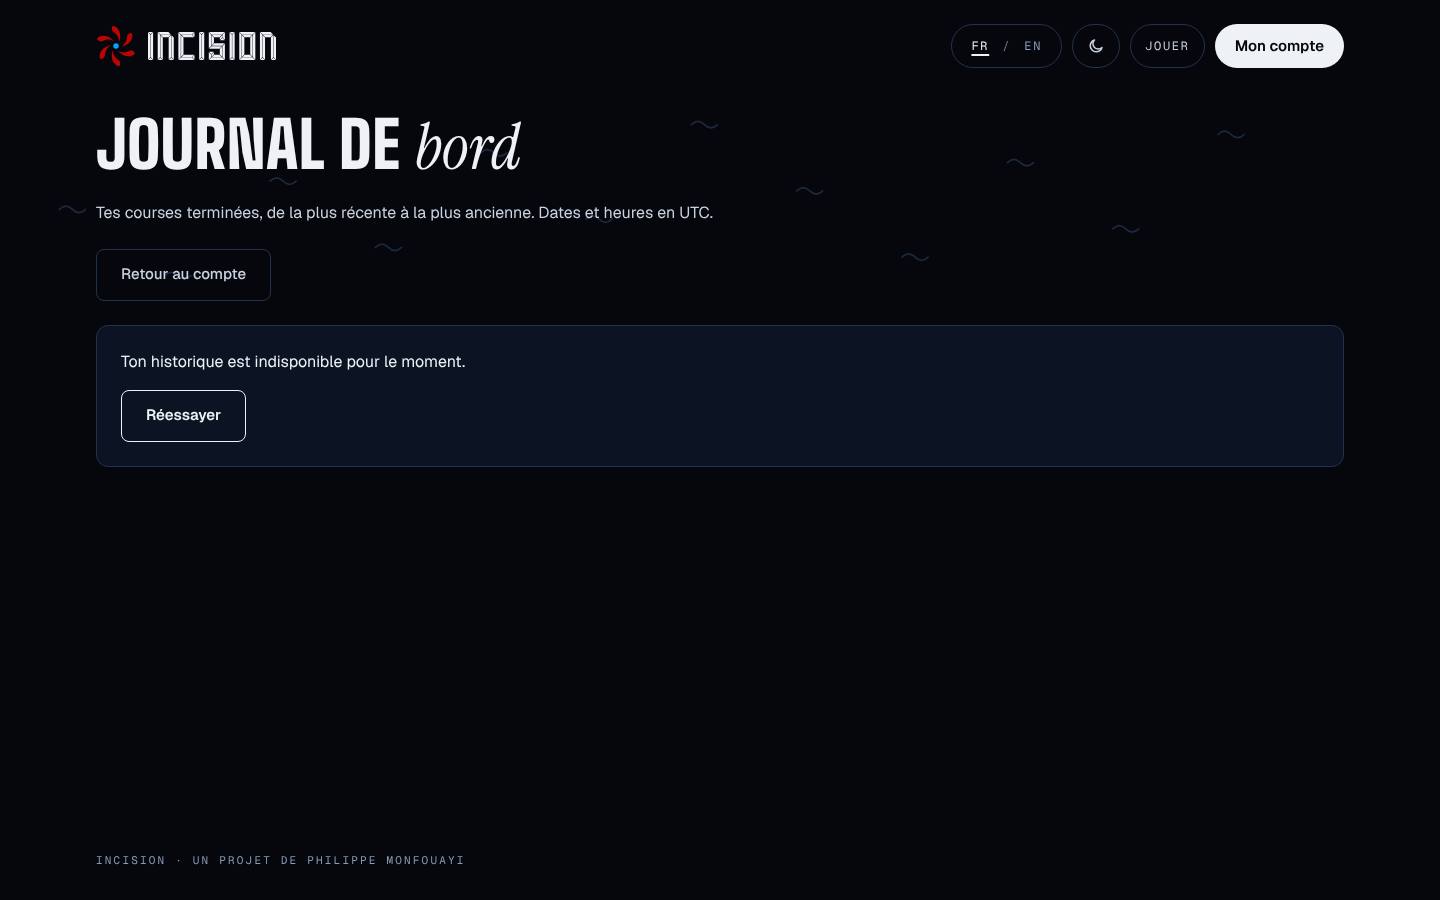 INCISION
FR / EN
JOUER
Mon compte
JOURNAL DE bord
Tes courses terminées, de la plus récente à la plus ancienne. Dates et heures en UTC.
Retour au compte
Ton historique est indisponible pour le moment.
Réessayer
INCISION · UN PROJET DE PHILIPPE MONFOUAYI